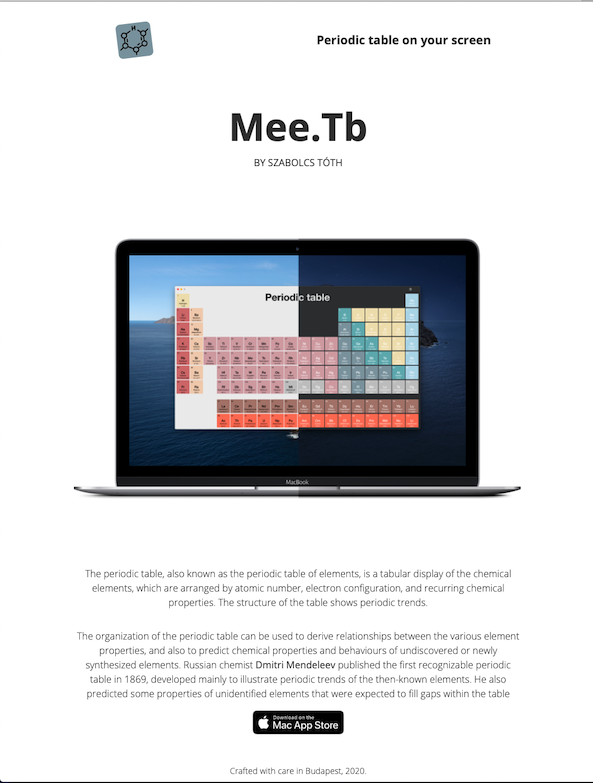 Periodic table on your screen
Mee.Tb
BY SZABOLCS TÓTH
Periodic table
MacBook
The periodic table, also known as the periodic table of elements, is a tabular display of the chemical
elements, which are arranged by atomic number, electron configuration, and recurring chemical
properties. The structure of the table shows periodic trends.
The organization of the periodic table can be used to derive relationships between the various element
properties, and also to predict chemical properties and behaviours of undiscovered or newly
synthesized elements. Russian chemist Dmitri Mendeleev published the first recognizable periodic
table in 1869, developed mainly to illustrate periodic trends of the then-known elements. He also
predicted some properties of unidentified elements that were expected to fill gaps within the table
Download on the
Mac App Store
Crafted with care in Budapest, 2020.